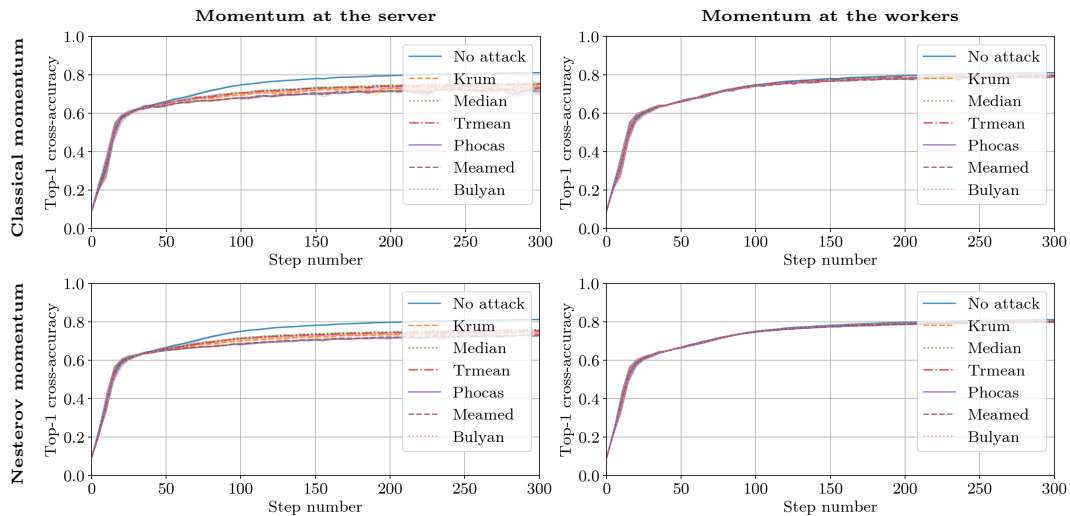 Momentum at the server
Momentum at the workers
Classical momentum
Top-1 cross-accuracy
1.0
0.8
0.6
0.4
0.2
0.0
0
50
100
150
200
250
300
Step number
No attack
Krum
Median
Trmean
Phocas
Meamed
Bulyan
Top-1 cross-accuracy
1.0
0.8
0.6
0.4
0.2
0.0
0
50
100
150
200
250
300
Step number
No attack
Krum
Median
Trmean
Phocas
Meamed
Bulyan
Nesterov momentum
Top-1 cross-accuracy
1.0
0.8
0.6
0.4
0.2
0.0
0
50
100
150
200
250
300
Step number
No attack
Krum
Median
Trmean
Phocas
Meamed
Bulyan
Top-1 cross-accuracy
1.0
0.8
0.6
0.4
0.2
0.0
0
50
100
150
200
250
300
Step number
No attack
Krum
Median
Trmean
Phocas
Meamed
Bulyan